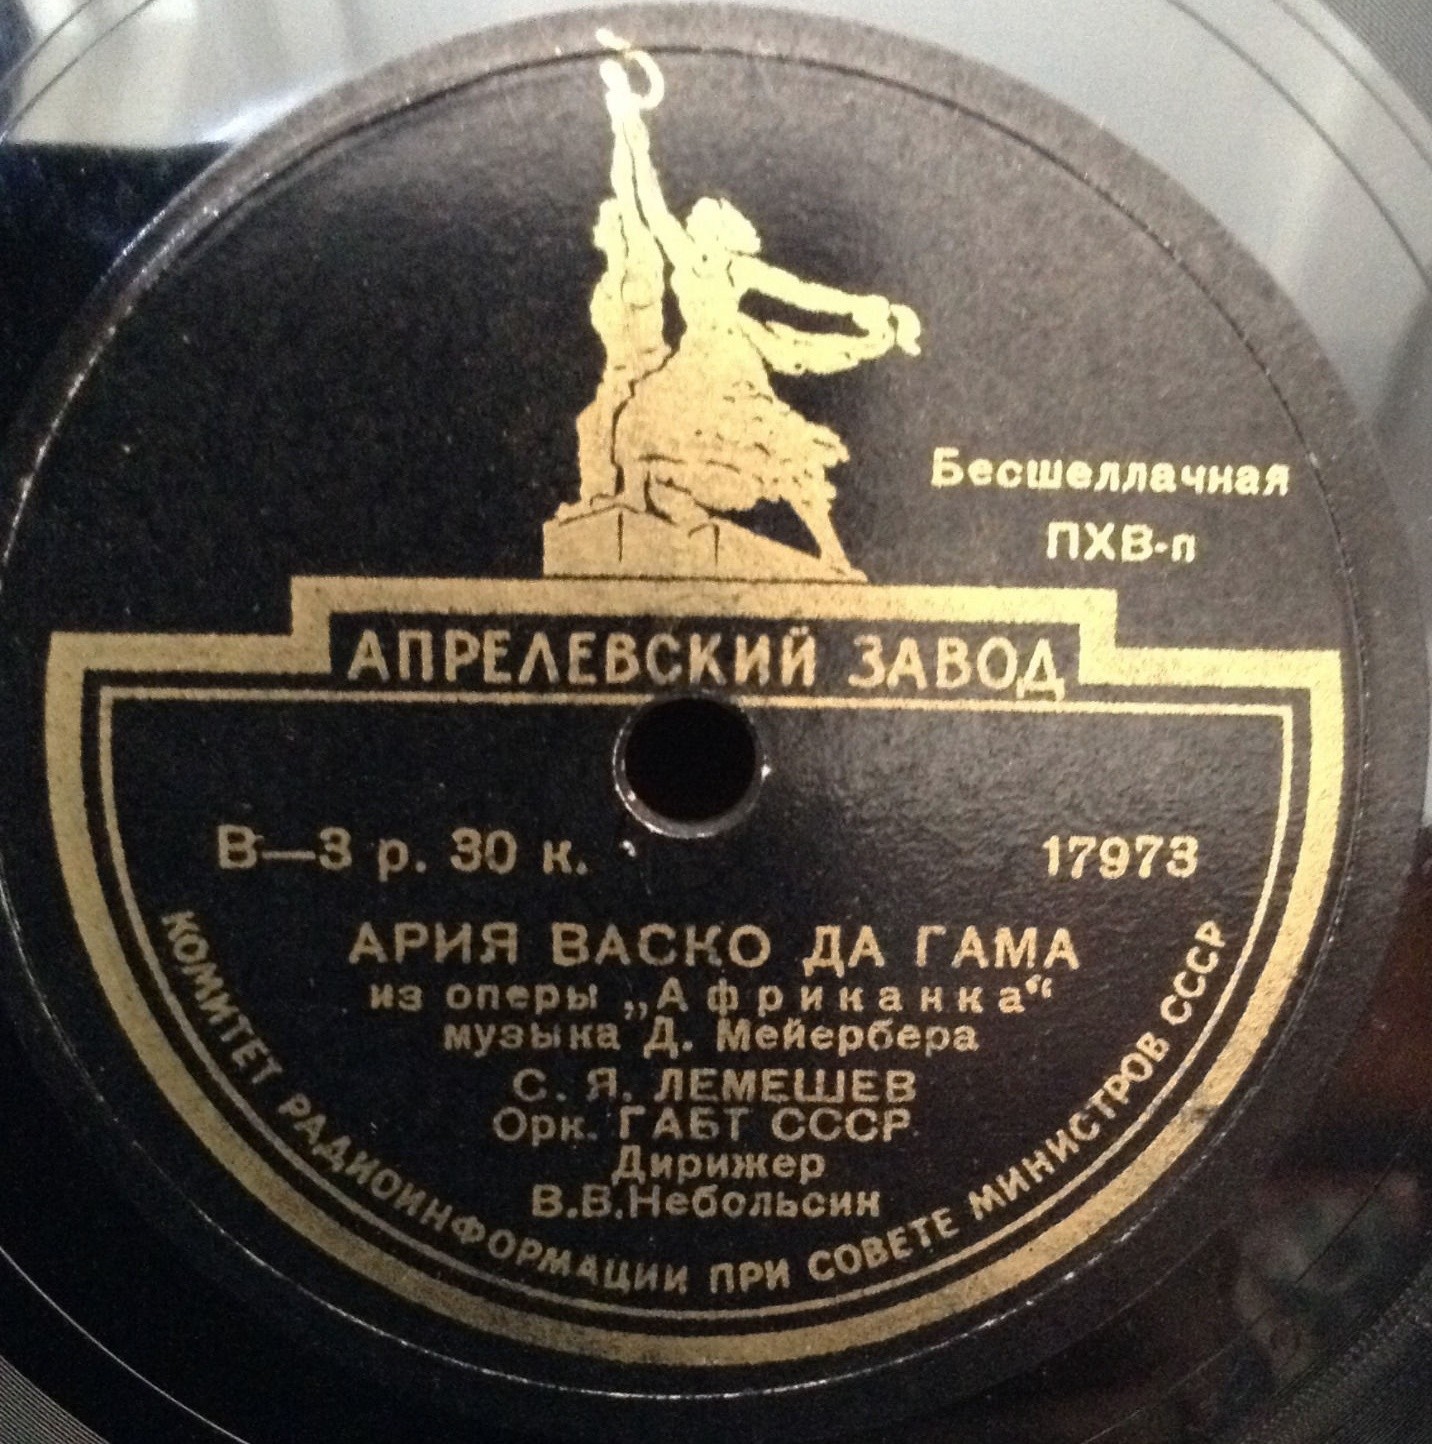 Бесшеллачная
ПХВ-п
АПРЕЛЕВСКИЙ ЗАВОД
В—3 р. 30 к.
17973
АРИЯ ВАСКО ДА ГАМА
из оперы „Африканка“
музыка Д. Мейербера
С. Я. ЛЕМЕШЕВ
Орк. ГАБТ СССР
Дирижер
В.В.Небольсин
КОМИТЕТ РАДИОИНФОРМАЦИИ ПРИ СОВЕТЕ МИНИСТРОВ СССР